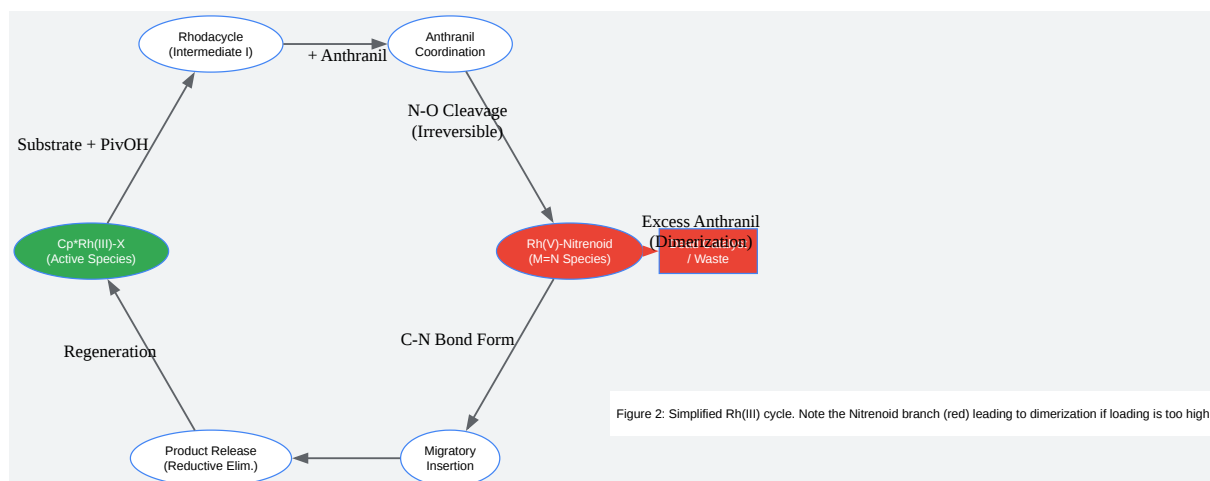 Rhodacycle
(Intermediate I)
+ Anthranil
Anthranil
Coordination
N-O Cleavage
(Irreversible)
Substrate + PivOH
Cp*Rh(III)-X
(Active Species)
Rh(V)-Nitrenoid
(M=N Species)
Excess Anthranil
(Dimerization)
/ Waste
C-N Bond Form
Regeneration
Product Release
(Reductive Elim.)
Migratory
Insertion
Figure 2: Simplified Rh(III) cycle. Note the Nitrenoid branch (red) leading to dimerization if loading is too high